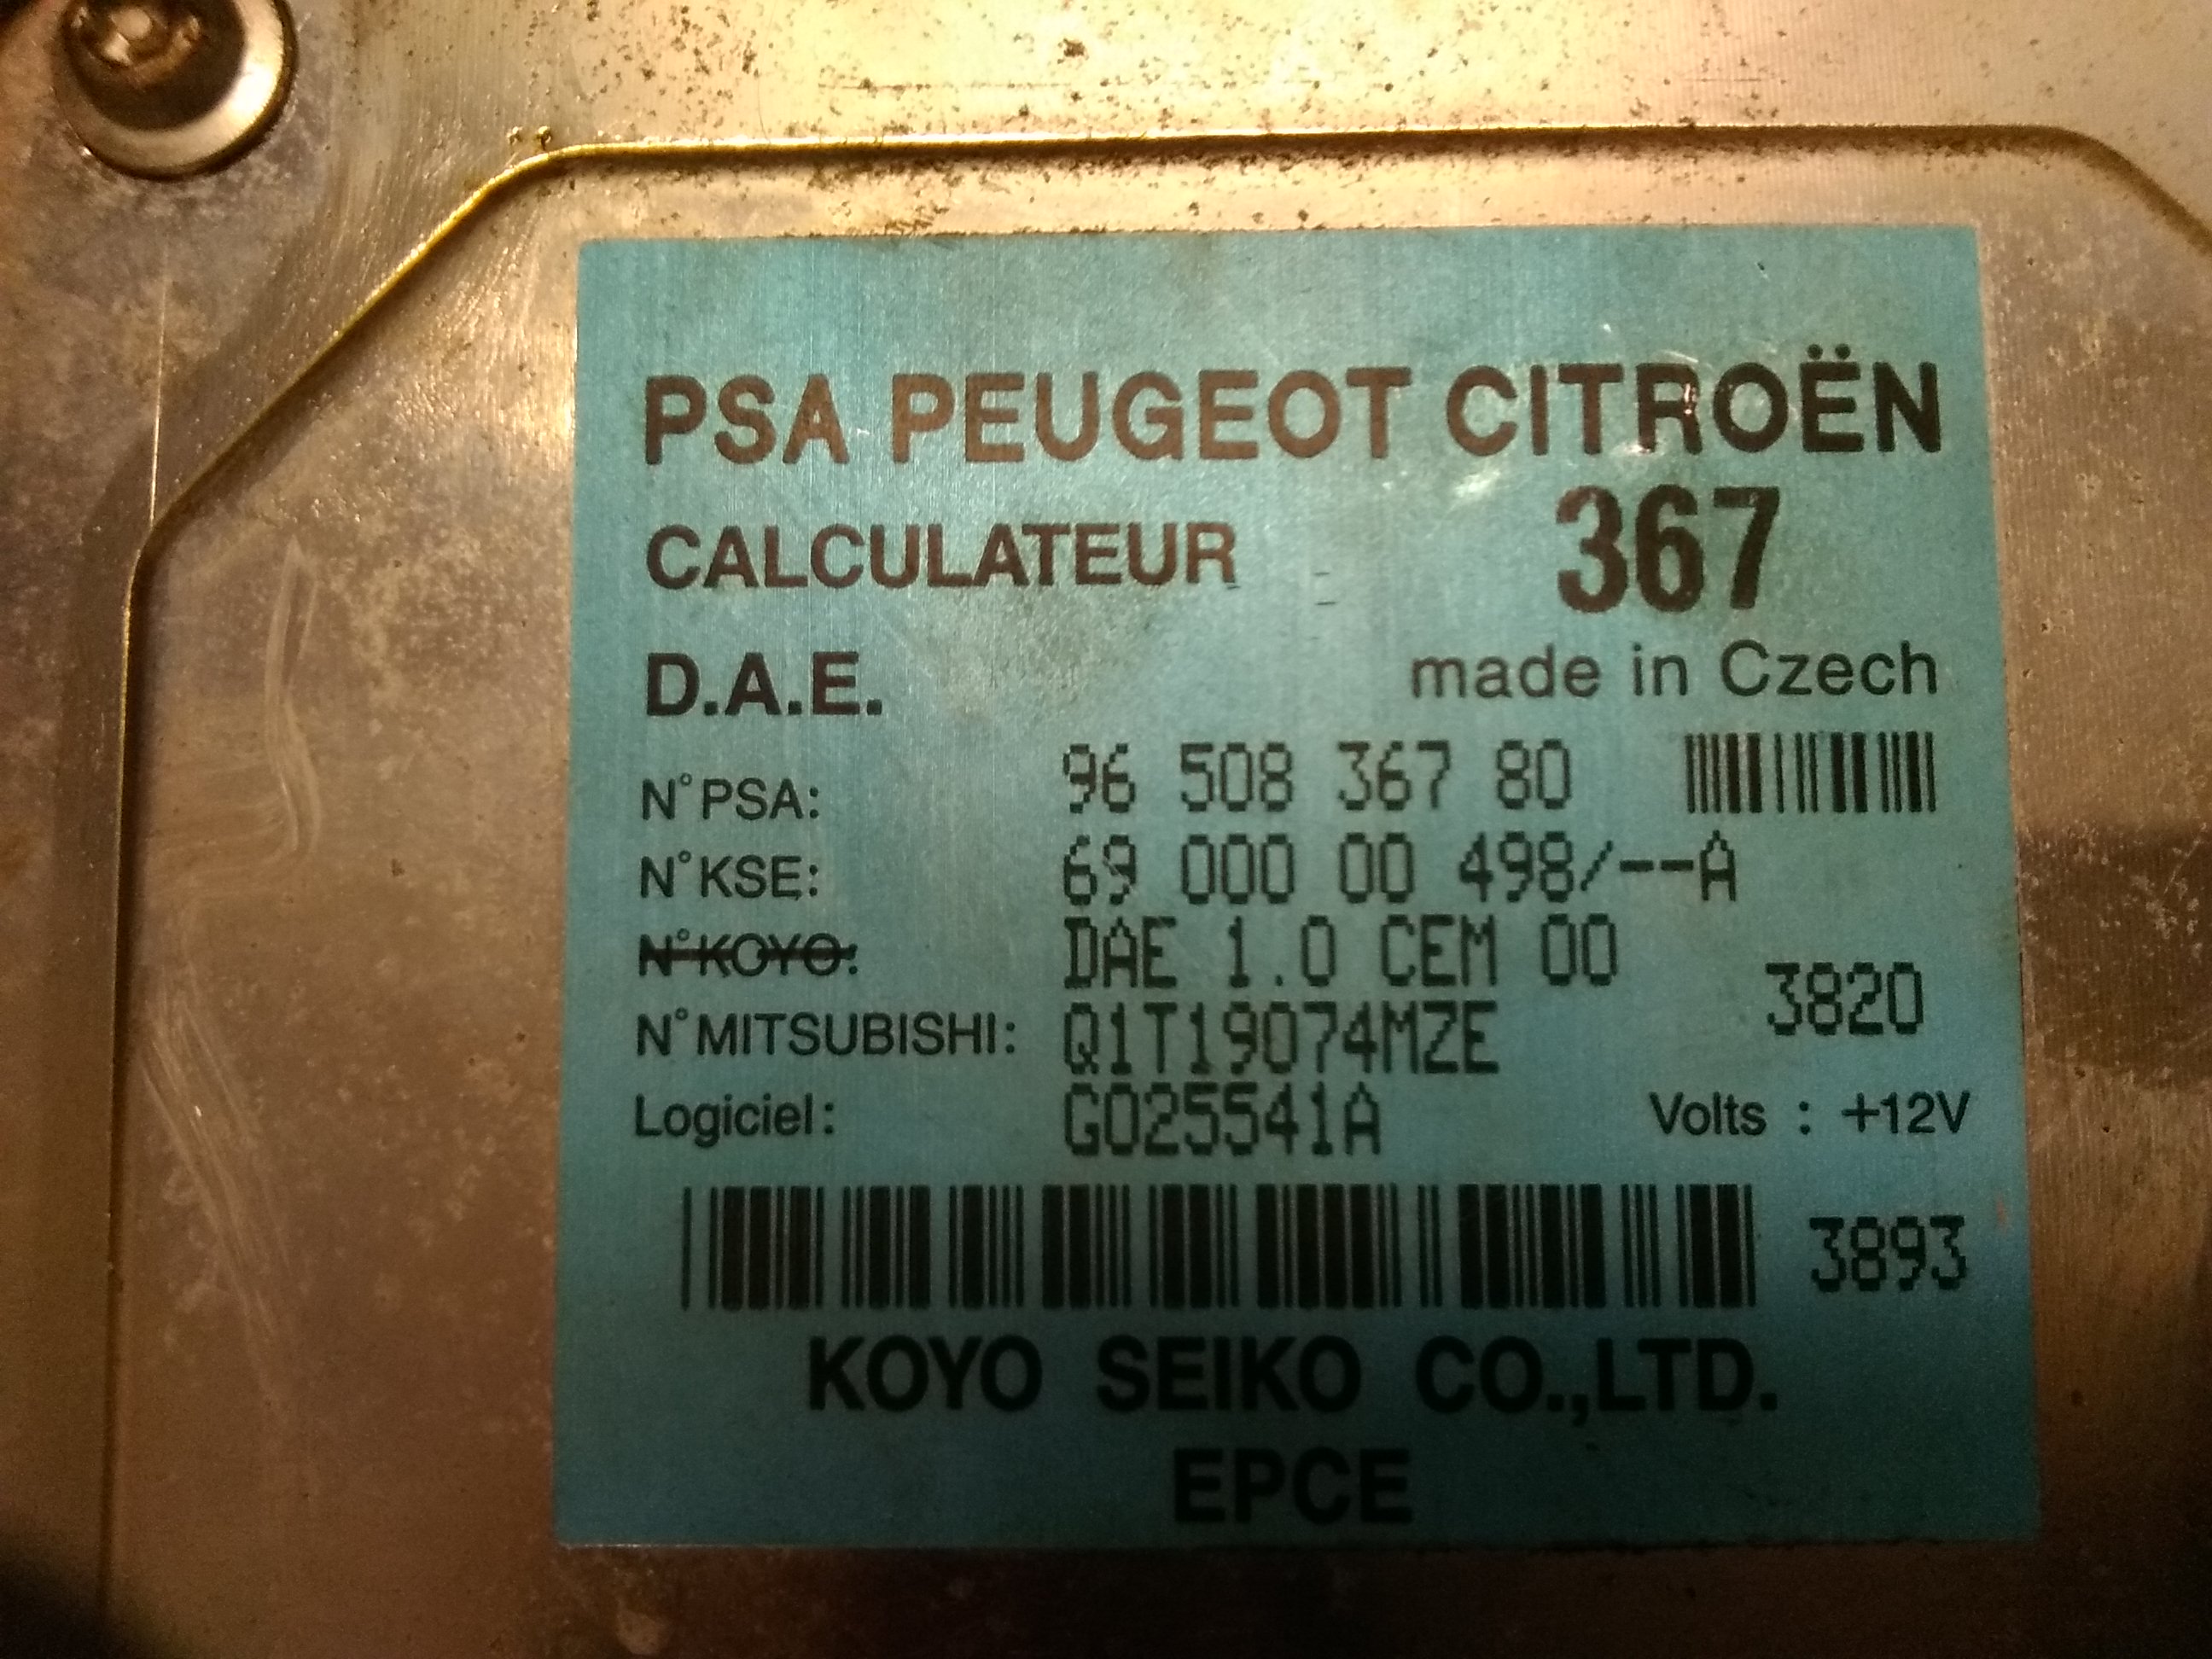 PSA PEUGEOT CITROËN
CALCULATEUR 367
D.A.E. made in Czech
N°PSA: 96 508 367 80
N°KSE: 69 000 00 498/--A
N°KOYO: DAE 1.0 CEM 00
3820
N°MITSUBISHI: Q1T19074MZE
Logiciel: G025541A Volts : +12V
3893
KOYO SEIKO CO.,LTD.
EPCE